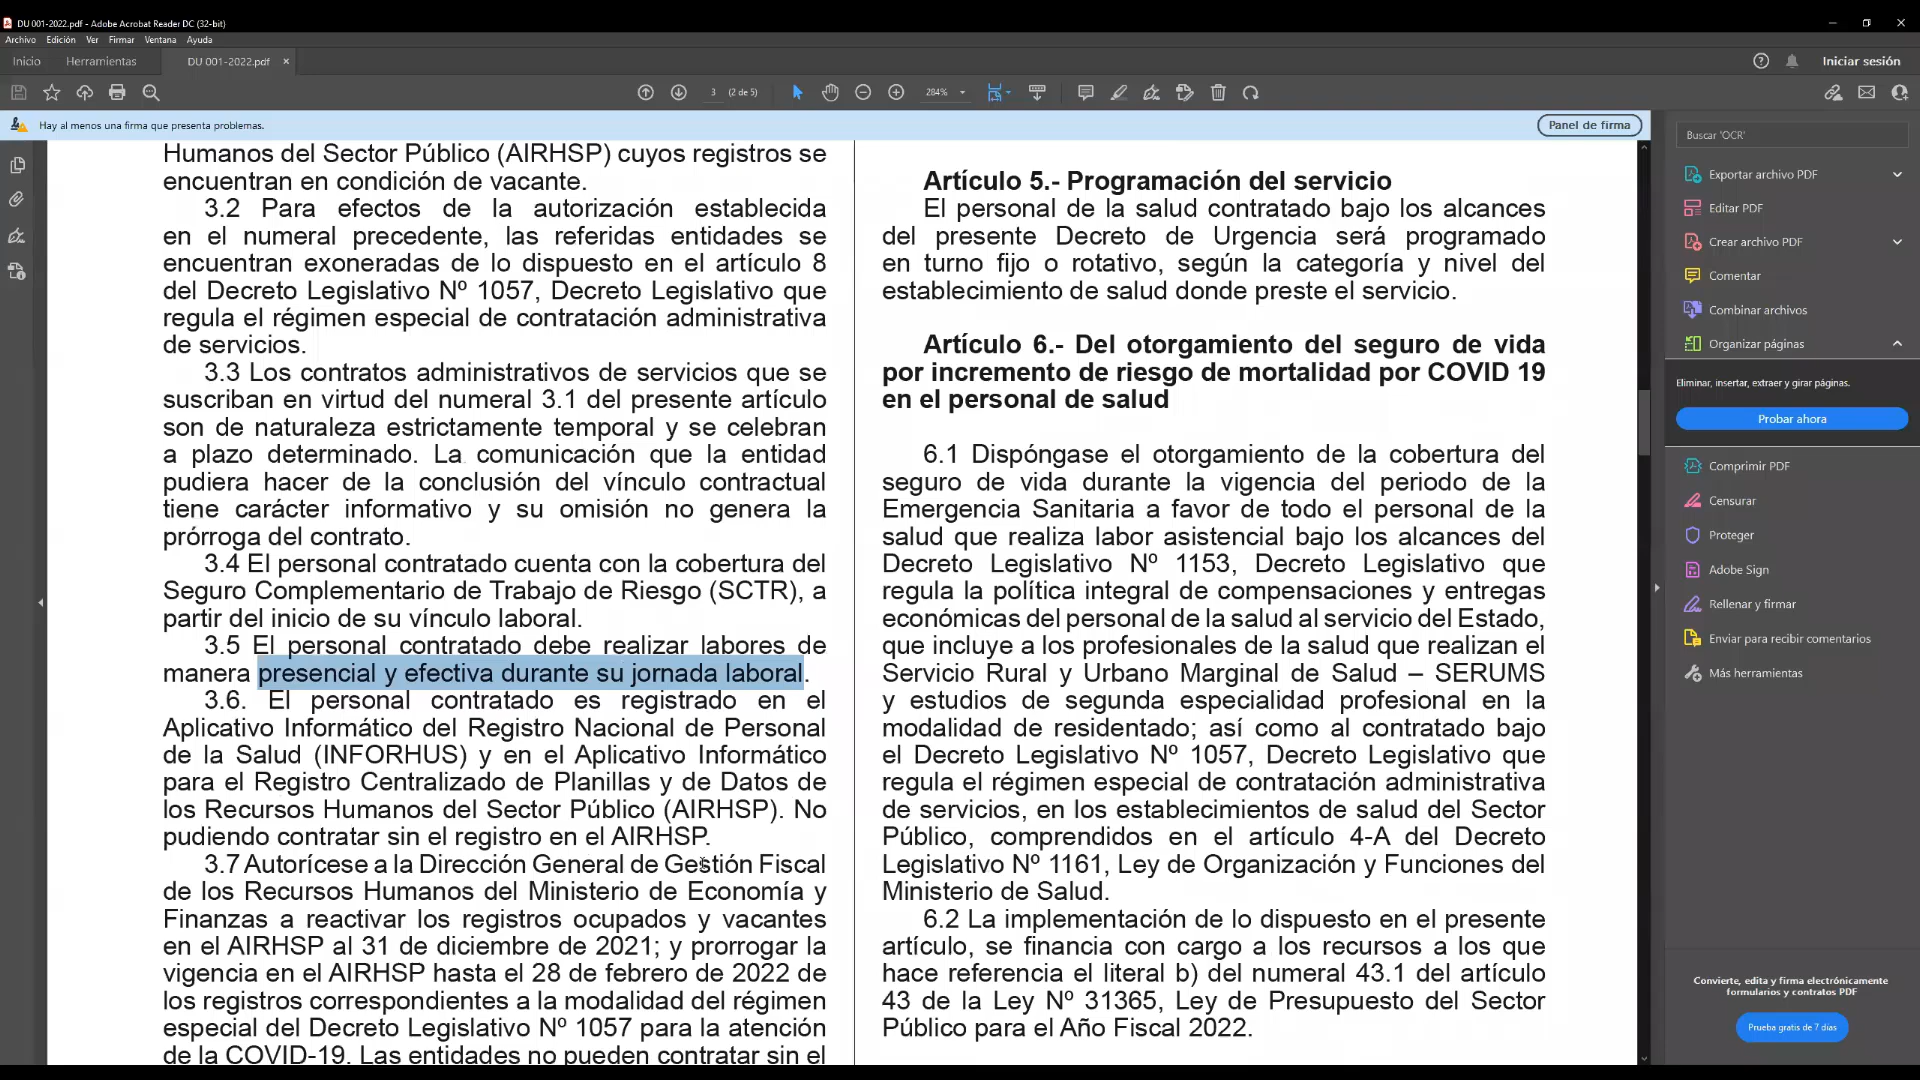 DU 001-2022.pdf - Adobe Acrobat Reader DC (32-bit)
Archivo Edición Ver Firmar Ventana Ayuda
Inicio Herramientas DU 001-2022.pdf × Iniciar sesión
3 (2 de 5) 284%
Hay al menos una firma que presenta problemas. Panel de firma
Humanos del Sector Público (AIRHSP) cuyos registros se
encuentran en condición de vacante.
3.2 Para efectos de la autorización establecida
en el numeral precedente, las referidas entidades se
encuentran exoneradas de lo dispuesto en el artículo 8
del Decreto Legislativo Nº 1057, Decreto Legislativo que
regula el régimen especial de contratación administrativa
de servicios.
3.3 Los contratos administrativos de servicios que se
suscriban en virtud del numeral 3.1 del presente artículo
son de naturaleza estrictamente temporal y se celebran
a plazo determinado. La comunicación que la entidad
pudiera hacer de la conclusión del vínculo contractual
tiene carácter informativo y su omisión no genera la
prórroga del contrato.
3.4 El personal contratado cuenta con la cobertura del
Seguro Complementario de Trabajo de Riesgo (SCTR), a
partir del inicio de su vínculo laboral.
3.5 El personal contratado debe realizar labores de
manera presencial y efectiva durante su jornada laboral.
3.6. El personal contratado es registrado en el
Aplicativo Informático del Registro Nacional de Personal
de la Salud (INFORHUS) y en el Aplicativo Informático
para el Registro Centralizado de Planillas y de Datos de
los Recursos Humanos del Sector Público (AIRHSP). No
pudiendo contratar sin el registro en el AIRHSP.
3.7 Autorícese a la Dirección General de Gestión Fiscal
de los Recursos Humanos del Ministerio de Economía y
Finanzas a reactivar los registros ocupados y vacantes
en el AIRHSP al 31 de diciembre de 2021; y prorrogar la
vigencia en el AIRHSP hasta el 28 de febrero de 2022 de
los registros correspondientes a la modalidad del régimen
especial del Decreto Legislativo Nº 1057 para la atención
de la COVID-19. Las entidades no pueden contratar sin el
Artículo 5.- Programación del servicio
El personal de la salud contratado bajo los alcances
del presente Decreto de Urgencia será programado
en turno fijo o rotativo, según la categoría y nivel del
establecimiento de salud donde preste el servicio.
Artículo 6.- Del otorgamiento del seguro de vida
por incremento de riesgo de mortalidad por COVID 19
en el personal de salud
6.1 Dispóngase el otorgamiento de la cobertura del
seguro de vida durante la vigencia del periodo de la
Emergencia Sanitaria a favor de todo el personal de la
salud que realiza labor asistencial bajo los alcances del
Decreto Legislativo Nº 1153, Decreto Legislativo que
regula la política integral de compensaciones y entregas
económicas del personal de la salud al servicio del Estado,
que incluye a los profesionales de la salud que realizan el
Servicio Rural y Urbano Marginal de Salud – SERUMS
y estudios de segunda especialidad profesional en la
modalidad de residentado; así como al contratado bajo
el Decreto Legislativo Nº 1057, Decreto Legislativo que
regula el régimen especial de contratación administrativa
de servicios, en los establecimientos de salud del Sector
Público, comprendidos en el artículo 4-A del Decreto
Legislativo Nº 1161, Ley de Organización y Funciones del
Ministerio de Salud.
6.2 La implementación de lo dispuesto en el presente
artículo, se financia con cargo a los recursos a los que
hace referencia el literal b) del numeral 43.1 del artículo
43 de la Ley Nº 31365, Ley de Presupuesto del Sector
Público para el Año Fiscal 2022.
Buscar 'OCR'
Exportar archivo PDF
Editar PDF
Crear archivo PDF
Comentar
Combinar archivos
Organizar páginas
Eliminar, insertar, extraer y girar páginas.
Probar ahora
Comprimir PDF
Censurar
Proteger
Adobe Sign
Rellenar y firmar
Enviar para recibir comentarios
Más herramientas
Convierte, edita y firma electrónicamente
formularios y contratos PDF
Prueba gratis de 7 días